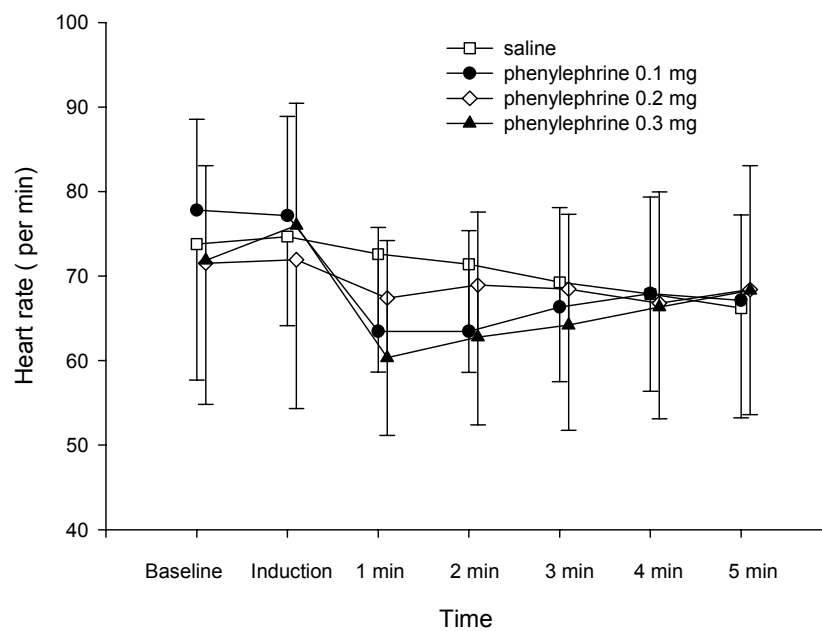 100
90
80
70
60
50
40
Heart rate ( per min)
saline
phenylephrine 0.1 mg
phenylephrine 0.2 mg
phenylephrine 0.3 mg
Baseline Induction 1 min 2 min 3 min 4 min 5 min
Time